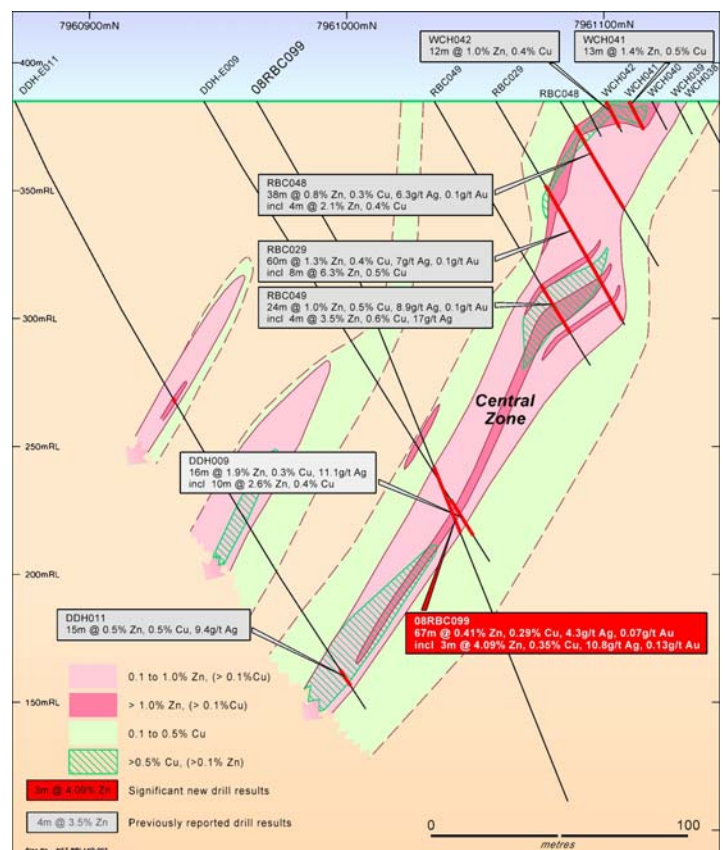 7960900mN 7961000mN 7961100mN
400mRL
WCH042
12m @ 1.0% Zn, 0.4% Cu
WCH041
13m @ 1.4% Zn, 0.5% Cu
DDH-E011
DDH-E009
08RBC099
RBC049
RBC029
RBC048
WCH042
WCH041
WCH040
WCH039
WCH038
350mRL
RBC048
38m @ 0.8% Zn, 0.3% Cu, 6.3g/t Ag, 0.1g/t Au
incl 4m @ 2.1% Zn, 0.4% Cu
RBC029
60m @ 1.3% Zn, 0.4% Cu, 7g/t Ag, 0.1g/t Au
incl 8m @ 6.3% Zn, 0.5% Cu
300mRL
RBC049
24m @ 1.0% Zn, 0.5% Cu, 8.9g/t Ag, 0.1g/t Au
incl 4m @ 3.5% Zn, 0.6% Cu, 17g/t Ag
Central
Zone
250mRL
DDH009
16m @ 1.9% Zn, 0.3% Cu, 11.1g/t Ag
incl 10m @ 2.6% Zn, 0.4% Cu
200mRL
DDH011
15m @ 0.5% Zn, 0.5% Cu, 9.4g/t Ag
08RBC099
67m @ 0.41% Zn, 0.29% Cu, 4.3g/t Ag, 0.07g/t Au
incl 3m @ 4.09% Zn, 0.35% Cu, 10.8g/t Ag, 0.13g/t Au
150mRL
0.1 to 1.0% Zn, (> 0.1%Cu)
> 1.0% Zn, (> 0.1%Cu)
0.1 to 0.5% Cu
>0.5% Cu, (>0.1% Zn)
3m @ 4.09% Zn Significant new drill results
4m @ 3.5% Zn Previously reported drill results
0 100
metres